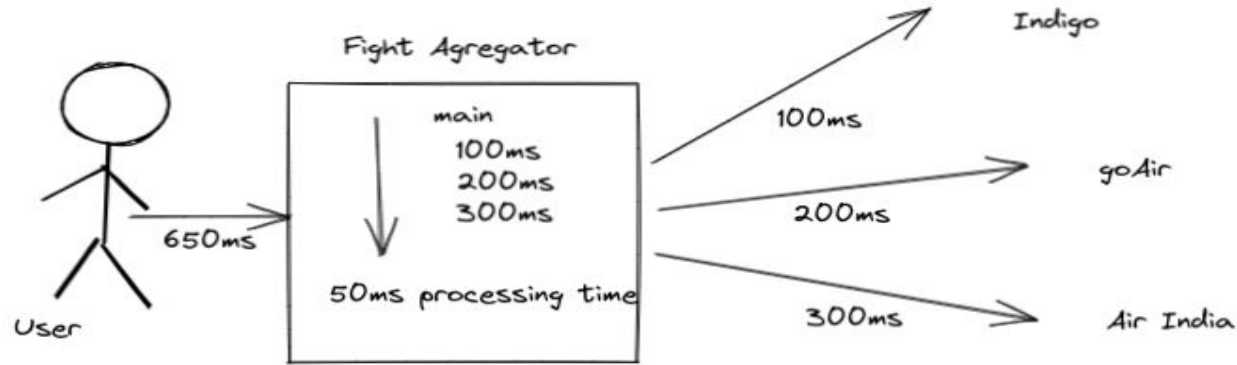 Fight Agregator
main
100ms
200ms
300ms
50ms processing time
650ms
User
100ms
Indigo
200ms
goAir
300ms
Air India